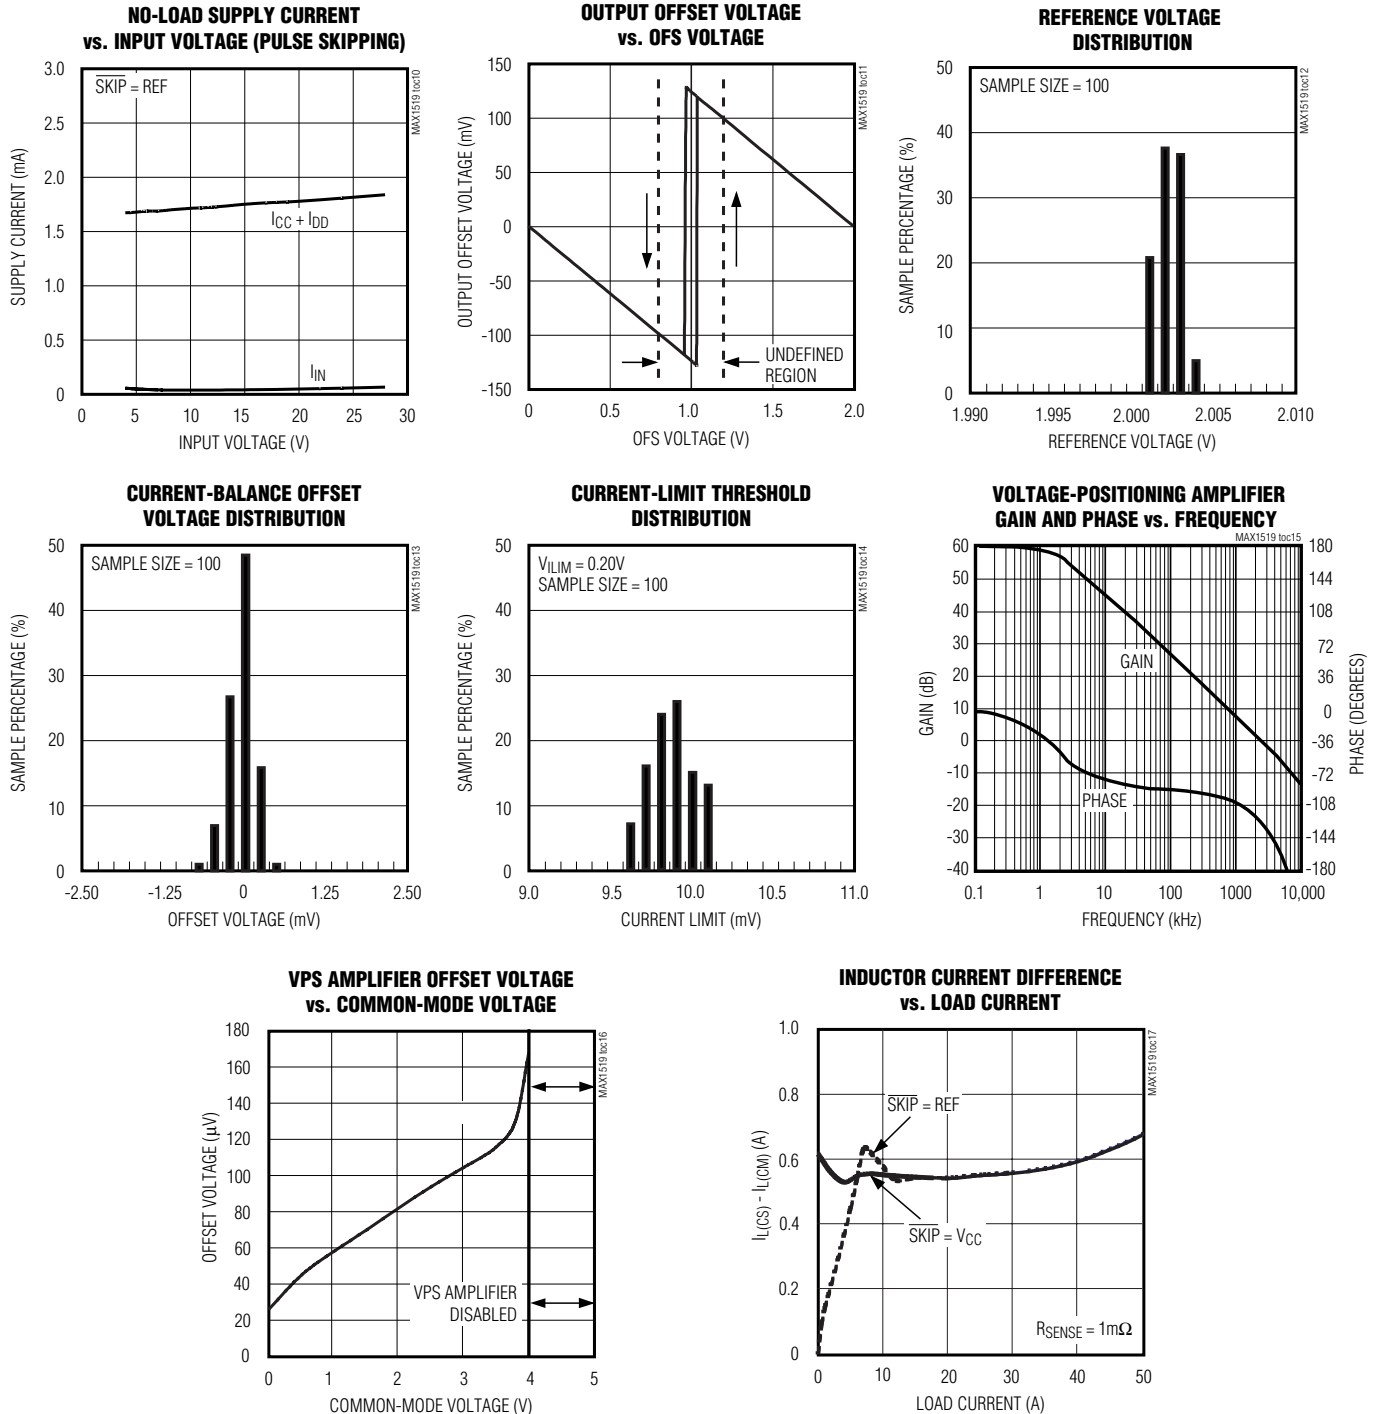 NO-LOAD SUPPLY CURRENT
vs. INPUT VOLTAGE (PULSE SKIPPING)
3.0
2.5
2.0
1.5
1.0
0.5
0
SUPPLY CURRENT (mA)
SKIP = REF
ICC + IDD
IIN
MAX1519 toc10
0 5 10 15 20 25 30
INPUT VOLTAGE (V)
OUTPUT OFFSET VOLTAGE
vs. OFS VOLTAGE
150
100
50
0
-50
-100
-150
OUTPUT OFFSET VOLTAGE (mV)
UNDEFINED
REGION
MAX1519 toc11
0 0.5 1.0 1.5 2.0
OFS VOLTAGE (V)
REFERENCE VOLTAGE
DISTRIBUTION
50
40
30
20
10
0
SAMPLE PERCENTAGE (%)
SAMPLE SIZE = 100
MAX1519 toc12
1.990 1.995 2.000 2.005 2.010
REFERENCE VOLTAGE (V)
CURRENT-BALANCE OFFSET
VOLTAGE DISTRIBUTION
50
40
30
20
10
0
SAMPLE PERCENTAGE (%)
SAMPLE SIZE = 100
MAX1519 toc13
-2.50 -1.25 0 1.25 2.50
OFFSET VOLTAGE (mV)
CURRENT-LIMIT THRESHOLD
DISTRIBUTION
50
40
30
20
10
0
SAMPLE PERCENTAGE (%)
VILIM = 0.20V
SAMPLE SIZE = 100
MAX1519 toc14
9.0 9.5 10.0 10.5 11.0
CURRENT LIMIT (mV)
VOLTAGE-POSITIONING AMPLIFIER
GAIN AND PHASE vs. FREQUENCY
MAX1519 toc15
60
50
40
30
20
10
0
-10
-20
-30
-40
GAIN (dB)
GAIN
PHASE
180
144
108
72
36
0
-36
-72
-108
-144
-180
PHASE (DEGREES)
0.1 1 10 100 1000 10,000
FREQUENCY (kHz)
VPS AMPLIFIER OFFSET VOLTAGE
vs. COMMON-MODE VOLTAGE
180
160
140
120
100
80
60
40
20
0
OFFSET VOLTAGE (μV)
VPS AMPLIFIER
DISABLED
MAX1519 toc16
0 1 2 3 4 5
COMMON-MODE VOLTAGE (V)
INDUCTOR CURRENT DIFFERENCE
vs. LOAD CURRENT
1.0
0.8
0.6
0.4
0.2
0
IL(CS) - IL(CM) (A)
SKIP = REF
SKIP = VCC
RSENSE = 1mΩ
MAX1519 toc17
0 10 20 30 40 50
LOAD CURRENT (A)